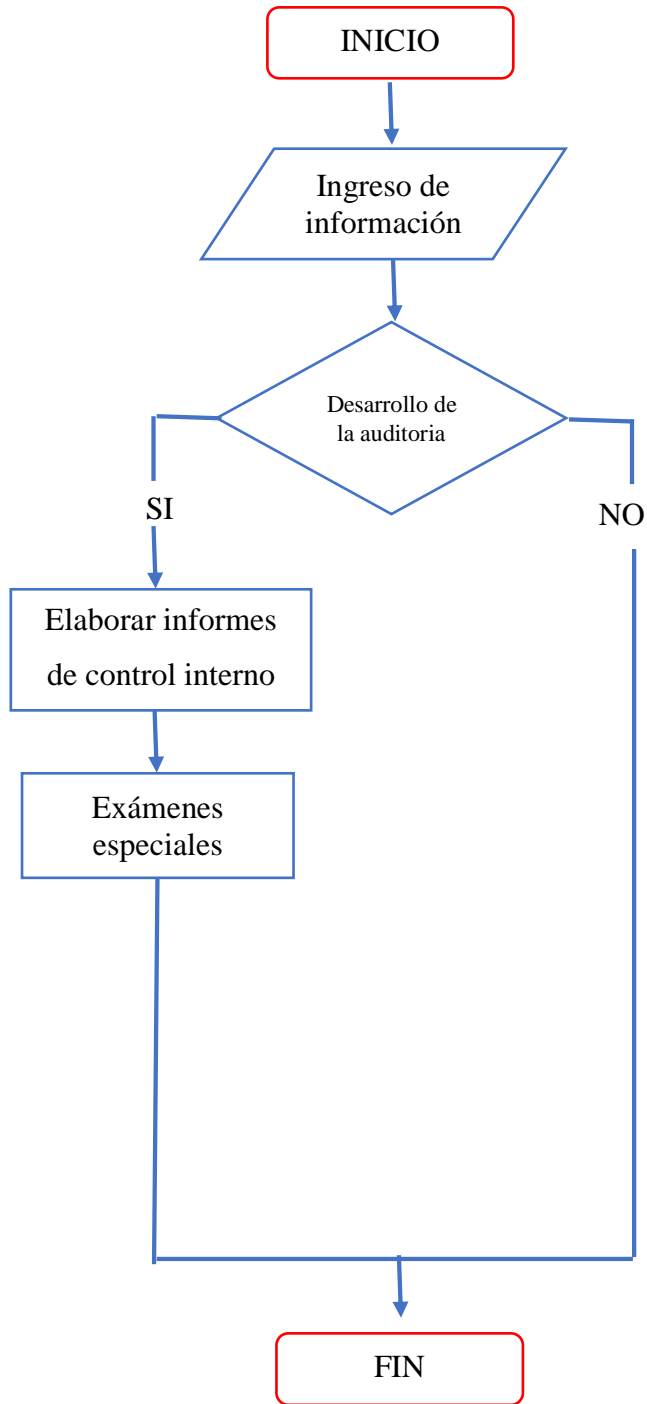 INICIO
Ingreso de
información
Desarrollo de
la auditoria
SI
NO
Elaborar informes
de control interno
Exámenes
especiales
FIN